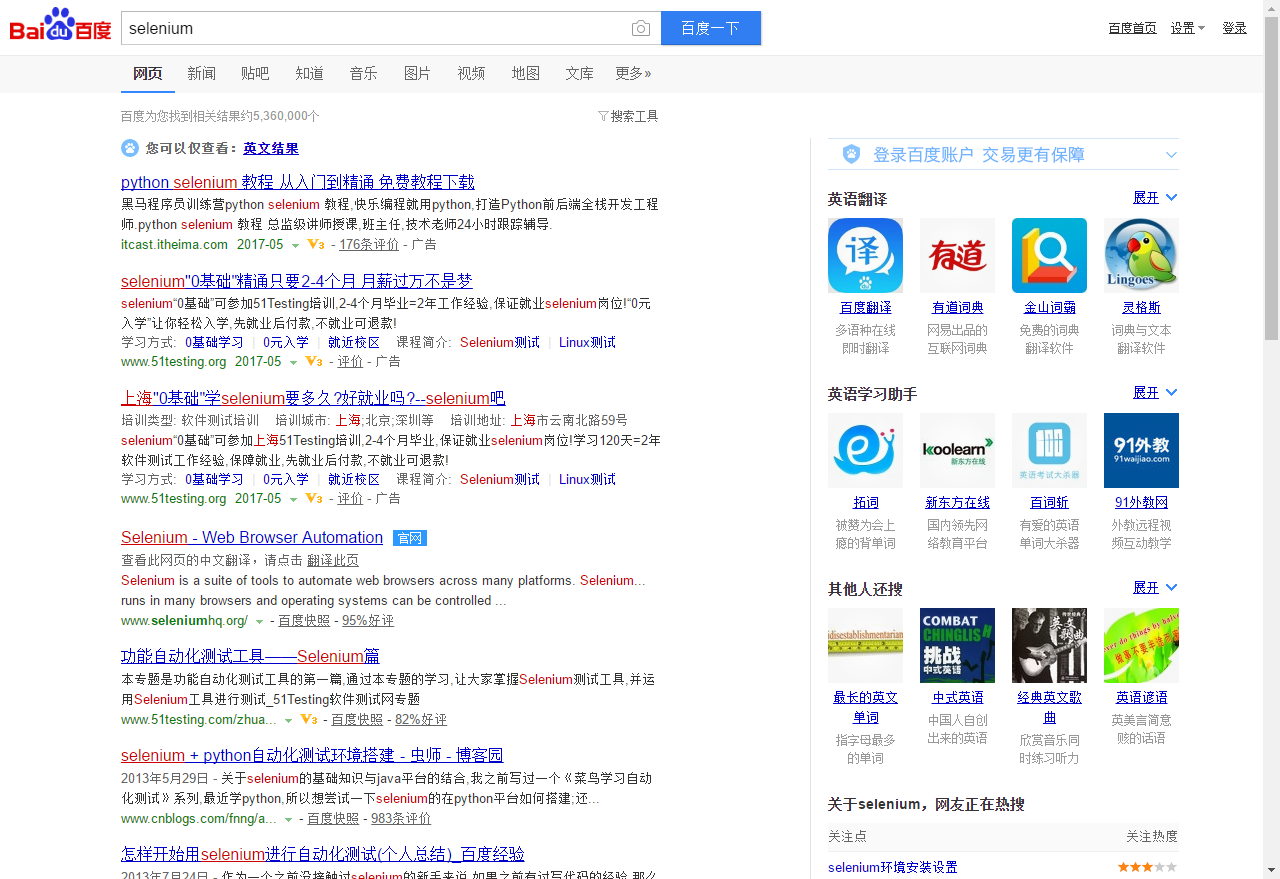 Baidu百度
selenium
百度一下
百度首页 设置 登录
网页 新闻 贴吧 知道 音乐 图片 视频 地图 文库 更多»
百度为您找到相关结果约5,360,000个 搜索工具
您可以仅查看：英文结果
python selenium 教程 从入门到精通 免费教程下载
黑马程序员训练营python selenium 教程,快乐编程就用python,打造Python前后端全栈开发工程
师.python selenium 教程 总监级讲师授课,班主任,技术老师24小时跟踪辅导.
itcast.itheima.com 2017-05 V3 - 176条评价 - 广告
selenium"0基础"精通只要2-4个月 月薪过万不是梦
selenium“0基础”可参加51Testing培训,2-4个月毕业=2年工作经验,保证就业selenium岗位!“0元
入学”让你轻松入学,先就业后付款,不就业可退款!
学习方式: 0基础学习 | 0元入学 | 就近校区 课程简介: Selenium测试 | Linux测试
www.51testing.org 2017-05 V3 - 评价 - 广告
上海"0基础"学selenium要多久?好就业吗?--selenium吧
培训类型: 软件测试培训 培训城市: 上海;北京;深圳等 培训地址: 上海市云南北路59号
selenium“0基础”可参加上海51Testing培训,2-4个月毕业,保证就业selenium岗位!学习120天=2年
软件测试工作经验,保障就业,先就业后付款,不就业可退款!
学习方式: 0基础学习 | 0元入学 | 就近校区 课程简介: Selenium测试 | Linux测试
www.51testing.org 2017-05 V3 - 评价 - 广告
Selenium - Web Browser Automation 官网
查看此网页的中文翻译，请点击 翻译此页
Selenium is a suite of tools to automate web browsers across many platforms. Selenium...
runs in many browsers and operating systems can be controlled ...
www.seleniumhq.org/ - 百度快照 - 95%好评
功能自动化测试工具——Selenium篇
本专题是功能自动化测试工具的第一篇,通过本专题的学习,让大家掌握Selenium测试工具,并运
用Selenium工具进行测试_51Testing软件测试网专题
www.51testing.com/zhua... V3 - 百度快照 - 82%好评
selenium + python自动化测试环境搭建 - 虫师 - 博客园
2013年5月29日 - 关于selenium的基础知识与java平台的结合,我之前写过一个《菜鸟学习自动
化测试》系列,最近学python,所以想尝试一下selenium的在python平台如何搭建;还...
www.cnblogs.com/fnng/a... - 百度快照 - 983条评价
怎样开始用selenium进行自动化测试(个人总结)_百度经验
2013年7月24日 - 作为一个之前没接触过selenium的新手来说,如果之前有过写代码的经验,那么
登录百度账户 交易更有保障
英语翻译 展开
译 有道 Lingoes
百度翻译 有道词典 金山词霸 灵格斯
多语种在线 网易出品的 免费的词典 词典与文本
即时翻译 互联网词典 翻译软件 翻译软件
英语学习助手 展开
koolearn 新东方在线 英语考试大杀器 91外教 91waijiao.com
拓词 新东方在线 百词斩 91外教网
被赞为会上 国内领先网 有爱的英语 外教远程视
瘾的背单词 络教育平台 单词大杀器 频互动教学
其他人还搜 展开
COMBAT CHINGLISH 挑战 中式英语
最长的英文 中式英语 经典英文歌 英语谚语
单词 曲
指字母最多 中国人自创 欣赏音乐同 英美言简意
的单词 出来的英语 时练习听力 赅的话语
关于selenium，网友正在热搜
关注点 关注热度
selenium环境安装设置